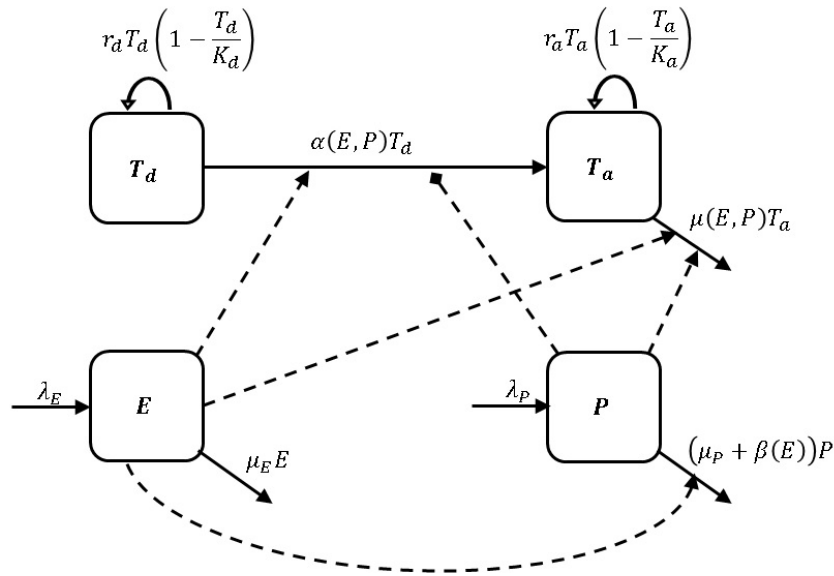 r_d T_d (1 − T_d/K_d)
r_a T_a (1 − T_a/K_a)
T_d
α(E, P)T_d
T_a
μ(E, P)T_a
λ_E
E
λ_P
P
μ_E E
(μ_P + β(E))P